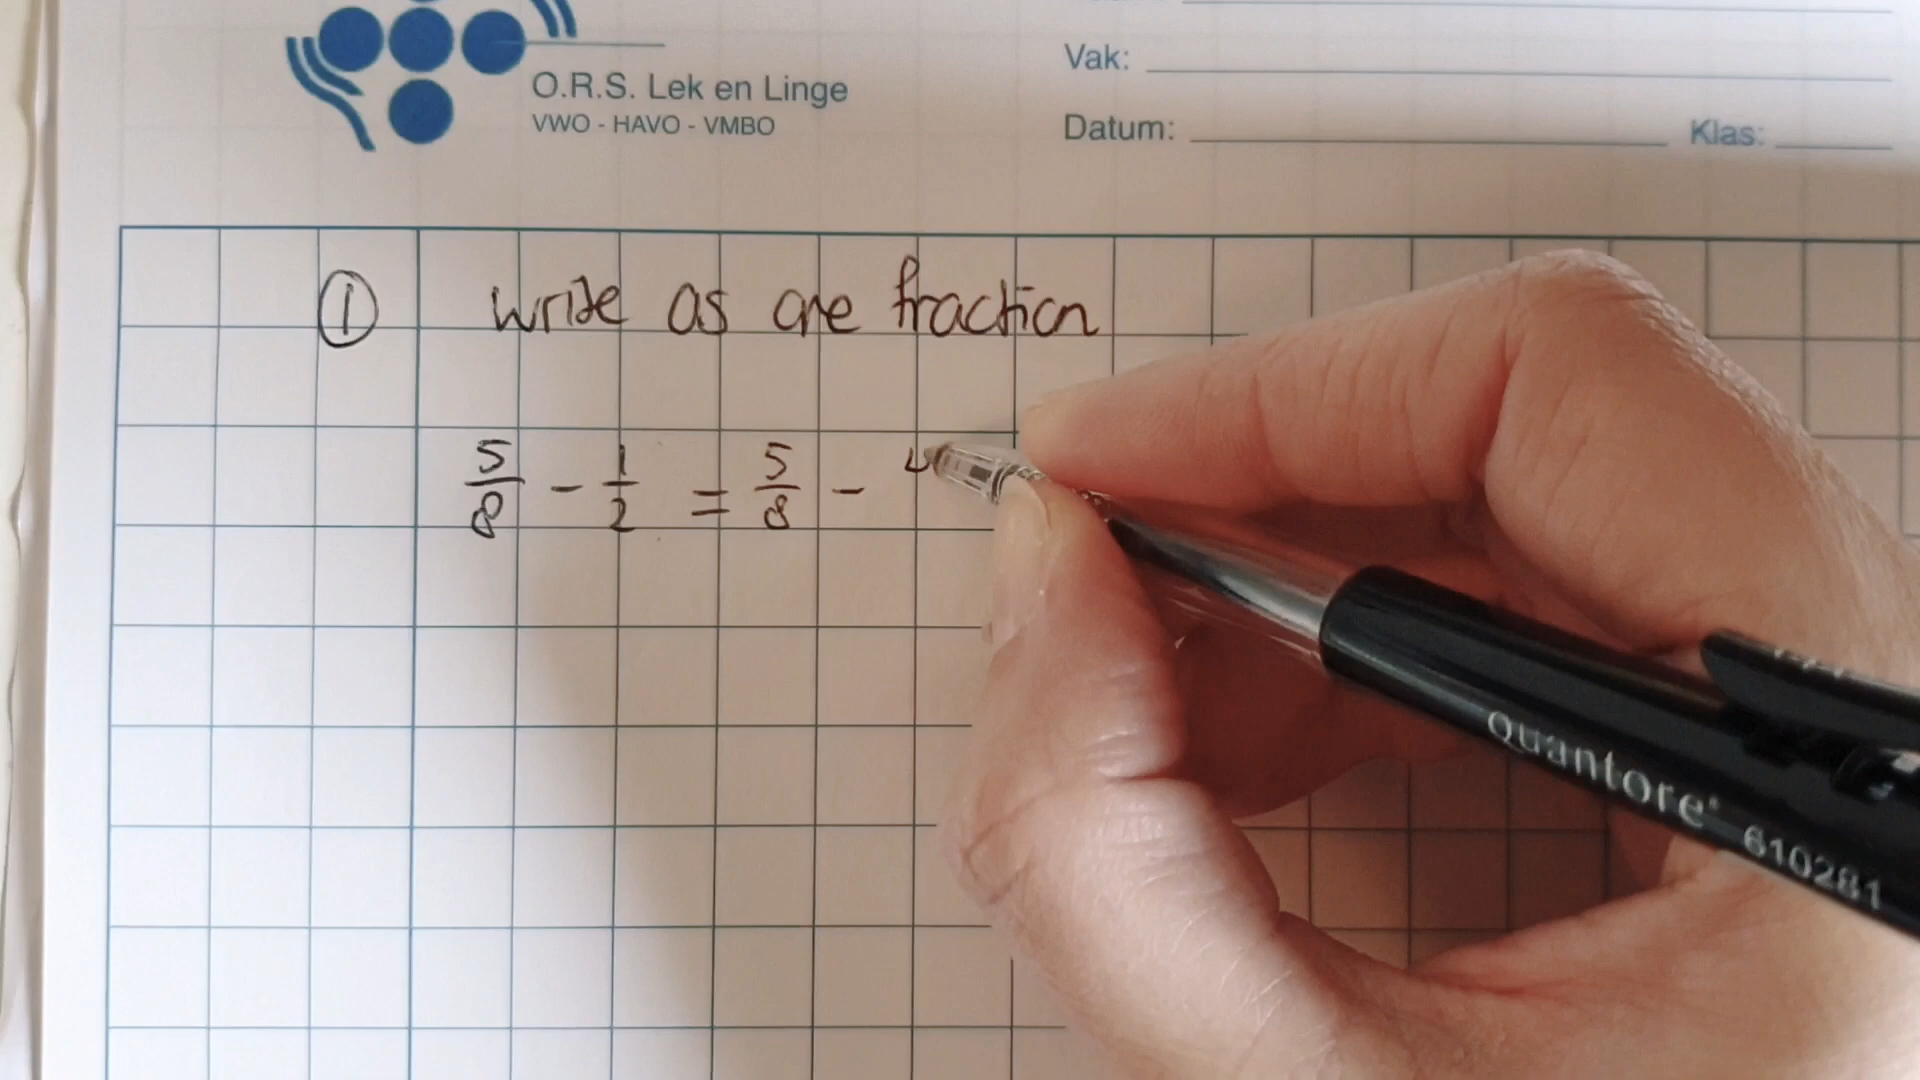 O.R.S. Lek en Linge
VWO - HAVO - VMBO
Vak:
Datum: Klas:
① write as one fraction
5/8 - 1/2 = 5/8 - 4
Quantore 610281